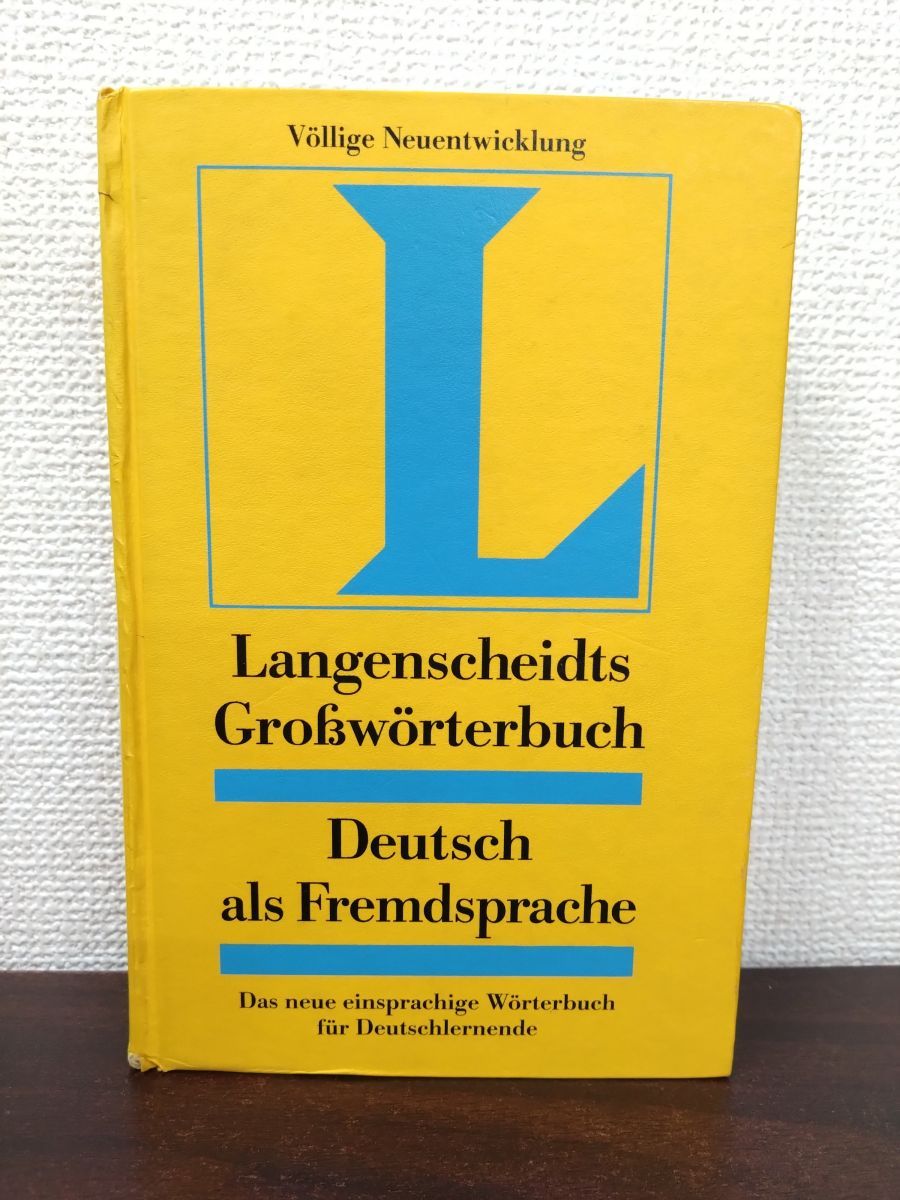 Völlige Neuentwicklung
L
Langenscheidts
Großwörterbuch
Deutsch
als Fremdsprache
Das neue einsprachige Wörterbuch
für Deutschlernende